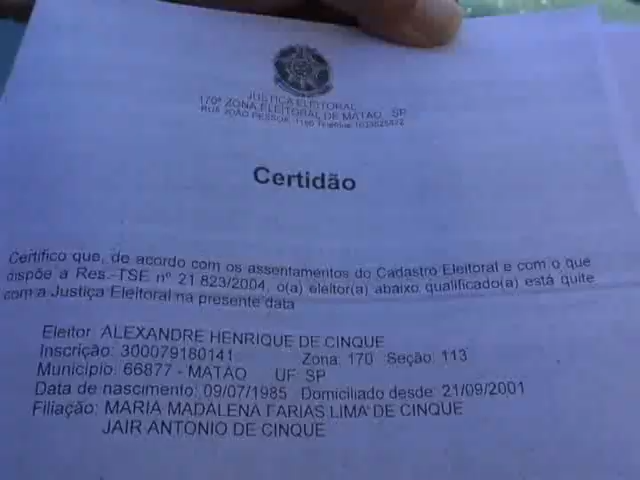 JUSTIÇA ELEITORAL
170ª ZONA ELEITORAL DE MATÃO SP
RUA JOÃO PESSOA, 1160 Telefone
Certidão
Certifico que, de acordo com os assentamentos do Cadastro Eleitoral e com o que
dispõe a Res.-TSE nº 21.823/2004, o(a) eleitor(a) abaixo qualificado(a) está quite
com a Justiça Eleitoral na presente data
Eleitor: ALEXANDRE HENRIQUE DE CINQUE
Inscrição: 300079180141 Zona: 170 Seção: 113
Município: 66877 - MATÃO UF: SP
Data de nascimento: 09/07/1985 Domiciliado desde: 21/09/2001
Filiação: MARIA MADALENA FARIAS LIMA DE CINQUE
JAIR ANTONIO DE CINQUE